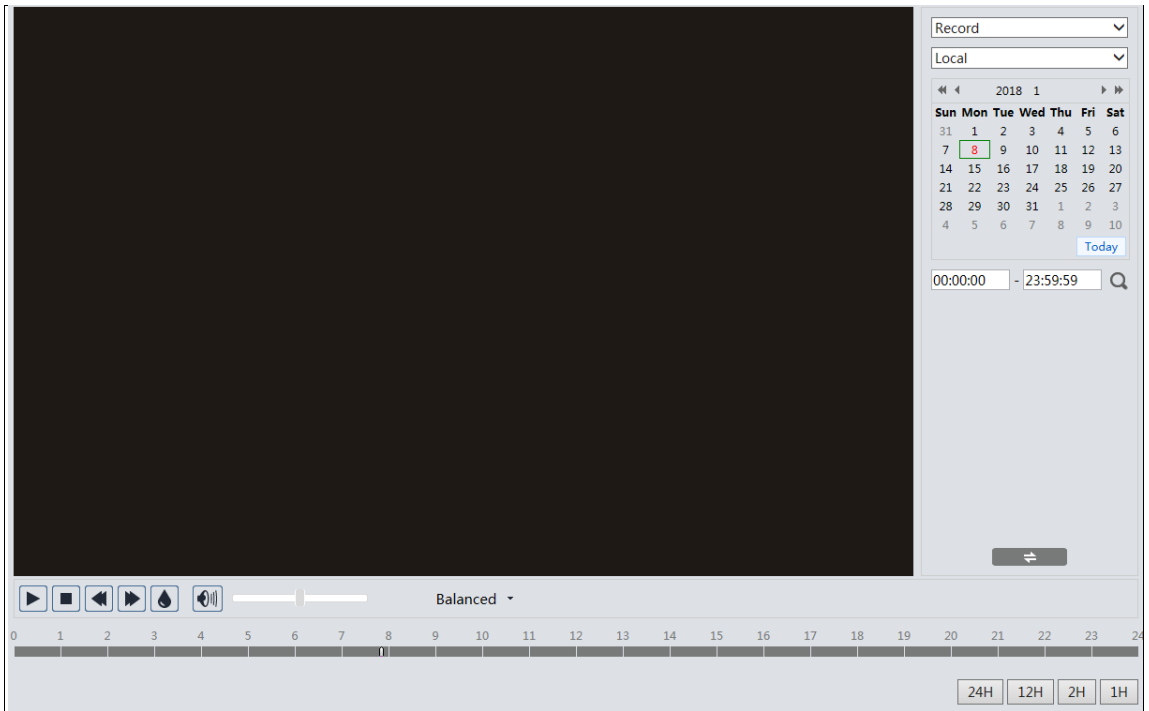 Record
Local
2018 1
Sun Mon Tue Wed Thu Fri Sat
31 1 2 3 4 5 6
7 8 9 10 11 12 13
14 15 16 17 18 19 20
21 22 23 24 25 26 27
28 29 30 31 1 2 3
4 5 6 7 8 9 10
Today
00:00:00 - 23:59:59
Balanced
0 1 2 3 4 5 6 7 8 9 10 11 12 13 14 15 16 17 18 19 20 21 22 23 24
24H 12H 2H 1H